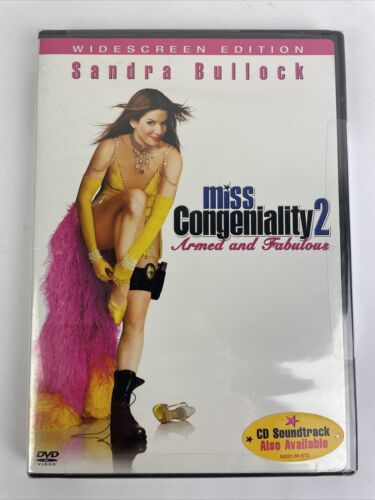 WIDESCREEN EDITION
Sandra Bullock
miss
Congeniality 2
Armed and Fabulous
CD Soundtrack
Also Available
DVD
VIDEO